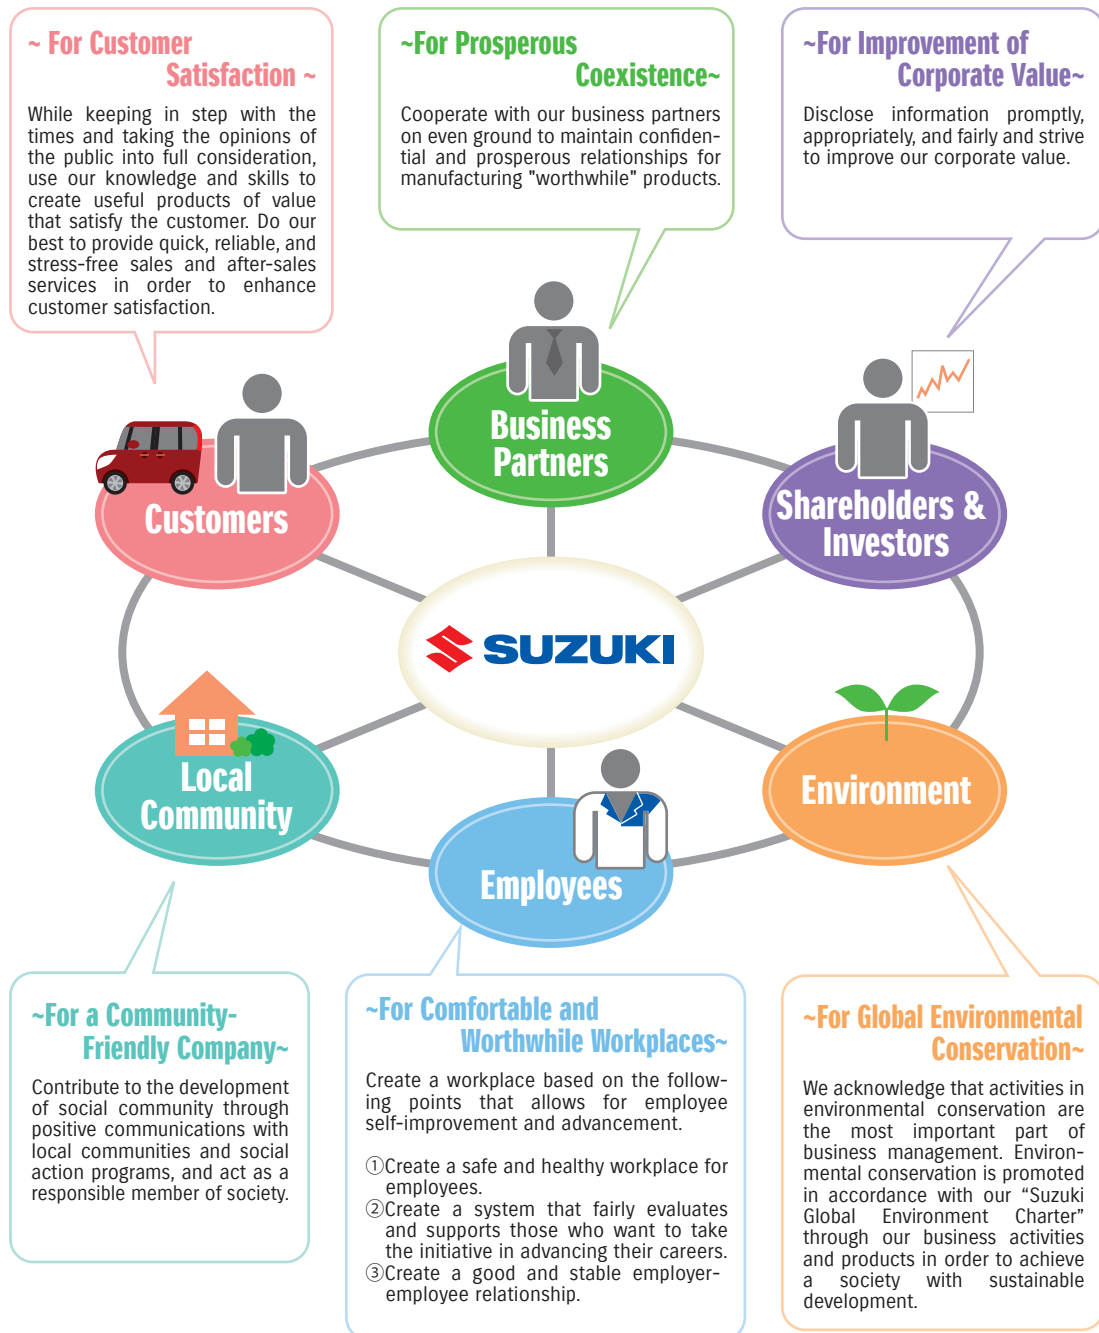 ~ For Customer
Satisfaction ~
While keeping in step with the
times and taking the opinions of
the public into full consideration,
use our knowledge and skills to
create useful products of value
that satisfy the customer. Do our
best to provide quick, reliable, and
stress-free sales and after-sales
services in order to enhance
customer satisfaction.
~For Prosperous
Coexistence~
Cooperate with our business partners
on even ground to maintain confiden-
tial and prosperous relationships for
manufacturing "worthwhile" products.
~For Improvement of
Corporate Value~
Disclose information promptly,
appropriately, and fairly and strive
to improve our corporate value.
Business
Partners
Customers
Shareholders &
Investors
SUZUKI
Local
Community
Environment
Employees
~For a Community-
Friendly Company~
Contribute to the development
of social community through
positive communications with
local communities and social
action programs, and act as a
responsible member of society.
~For Comfortable and
Worthwhile Workplaces~
Create a workplace based on the follow-
ing points that allows for employee
self-improvement and advancement.
①Create a safe and healthy workplace for
employees.
②Create a system that fairly evaluates
and supports those who want to take
the initiative in advancing their careers.
③Create a good and stable employer-
employee relationship.
~For Global Environmental
Conservation~
We acknowledge that activities in
environmental conservation are
the most important part of
business management. Environ-
mental conservation is promoted
in accordance with our “Suzuki
Global Environment Charter”
through our business activities
and products in order to achieve
a society with sustainable
development.